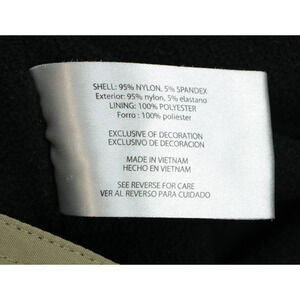 SHELL: 95% NYLON, 5% SPANDEX
Exterior: 95% nylon, 5% elastano
LINING: 100% POLYESTER
Forro : 100% poliéster
EXCLUSIVE OF DECORATION
EXCLUSIVO DE DECORACION
MADE IN VIETNAM
HECHO EN VIETNAM
SEE REVERSE FOR CARE
VER AL REVERSO PARA CUIDADO